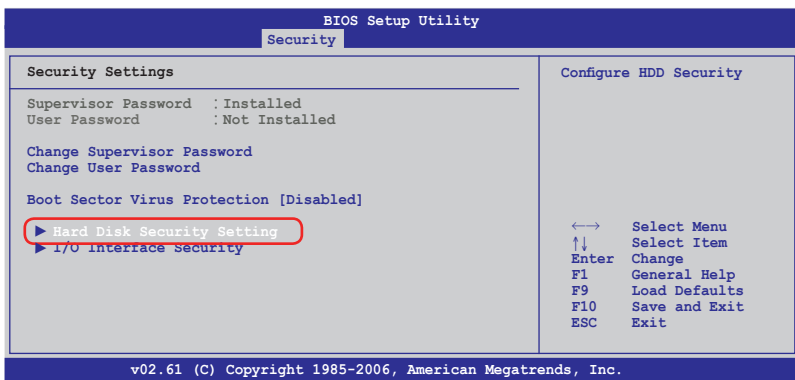 BIOS Setup Utility
Security
Security Settings
Supervisor Password : Installed
User Password : Not Installed
Change Supervisor Password
Change User Password
Boot Sector Virus Protection [Disabled]
▶ Hard Disk Security Setting
▶ I/O Interface Security
Configure HDD Security
←→ Select Menu
↑↓ Select Item
Enter Change
F1 General Help
F9 Load Defaults
F10 Save and Exit
ESC Exit
v02.61 (C) Copyright 1985-2006, American Megatrends, Inc.